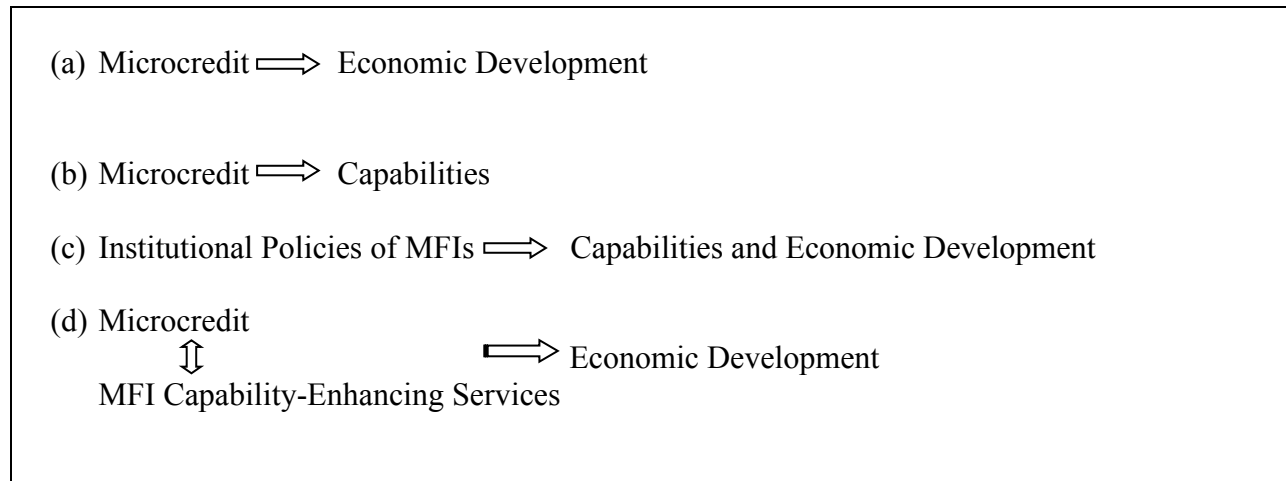 (a) Microcredit ⟹ Economic Development
(b) Microcredit ⟹ Capabilities
(c) Institutional Policies of MFIs ⟹ Capabilities and Economic Development
(d) Microcredit
⇕
⟹ Economic Development
MFI Capability-Enhancing Services